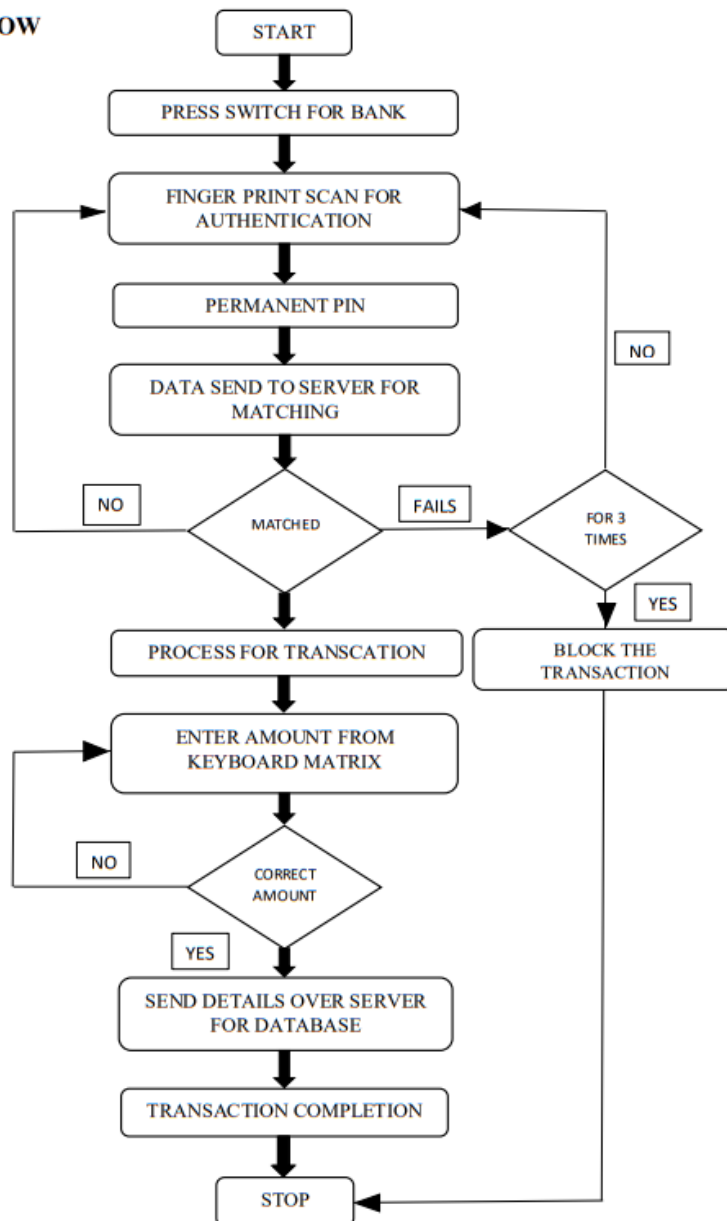 OW
START
PRESS SWITCH FOR BANK
FINGER PRINT SCAN FOR
AUTHENTICATION
PERMANENT PIN
NO
DATA SEND TO SERVER FOR
MATCHING
NO
MATCHED
FAILS
FOR 3
TIMES
YES
PROCESS FOR TRANSCATION
BLOCK THE
TRANSACTION
ENTER AMOUNT FROM
KEYBOARD MATRIX
NO
CORRECT
AMOUNT
YES
SEND DETAILS OVER SERVER
FOR DATABASE
TRANSACTION COMPLETION
STOP